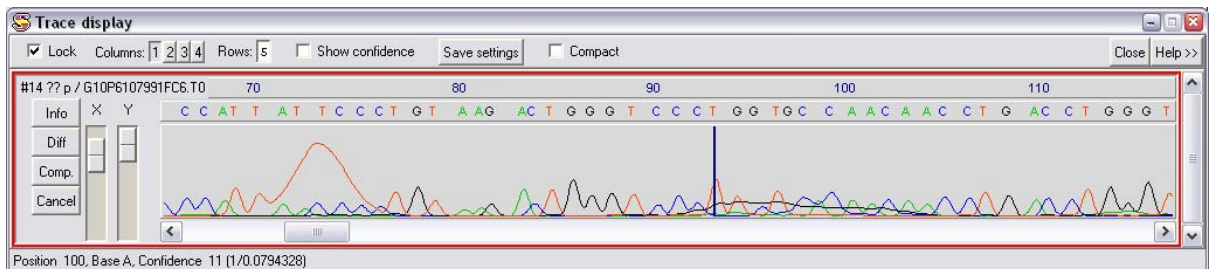 Trace display
Lock Columns: 1 2 3 4 Rows: 5 Show confidence Save settings Compact Close Help >>
#14 ?? p / G10P6107991FC6.T0 70 80 90 100 110
Info X Y C C A T T A T T C C C T G T A A G A C T G G G T C C C T G G T G C C A A C A A C C T G A C C T G G G T
Diff
Comp.
Cancel
Position 100, Base A, Confidence 11 (1/0.0794328)